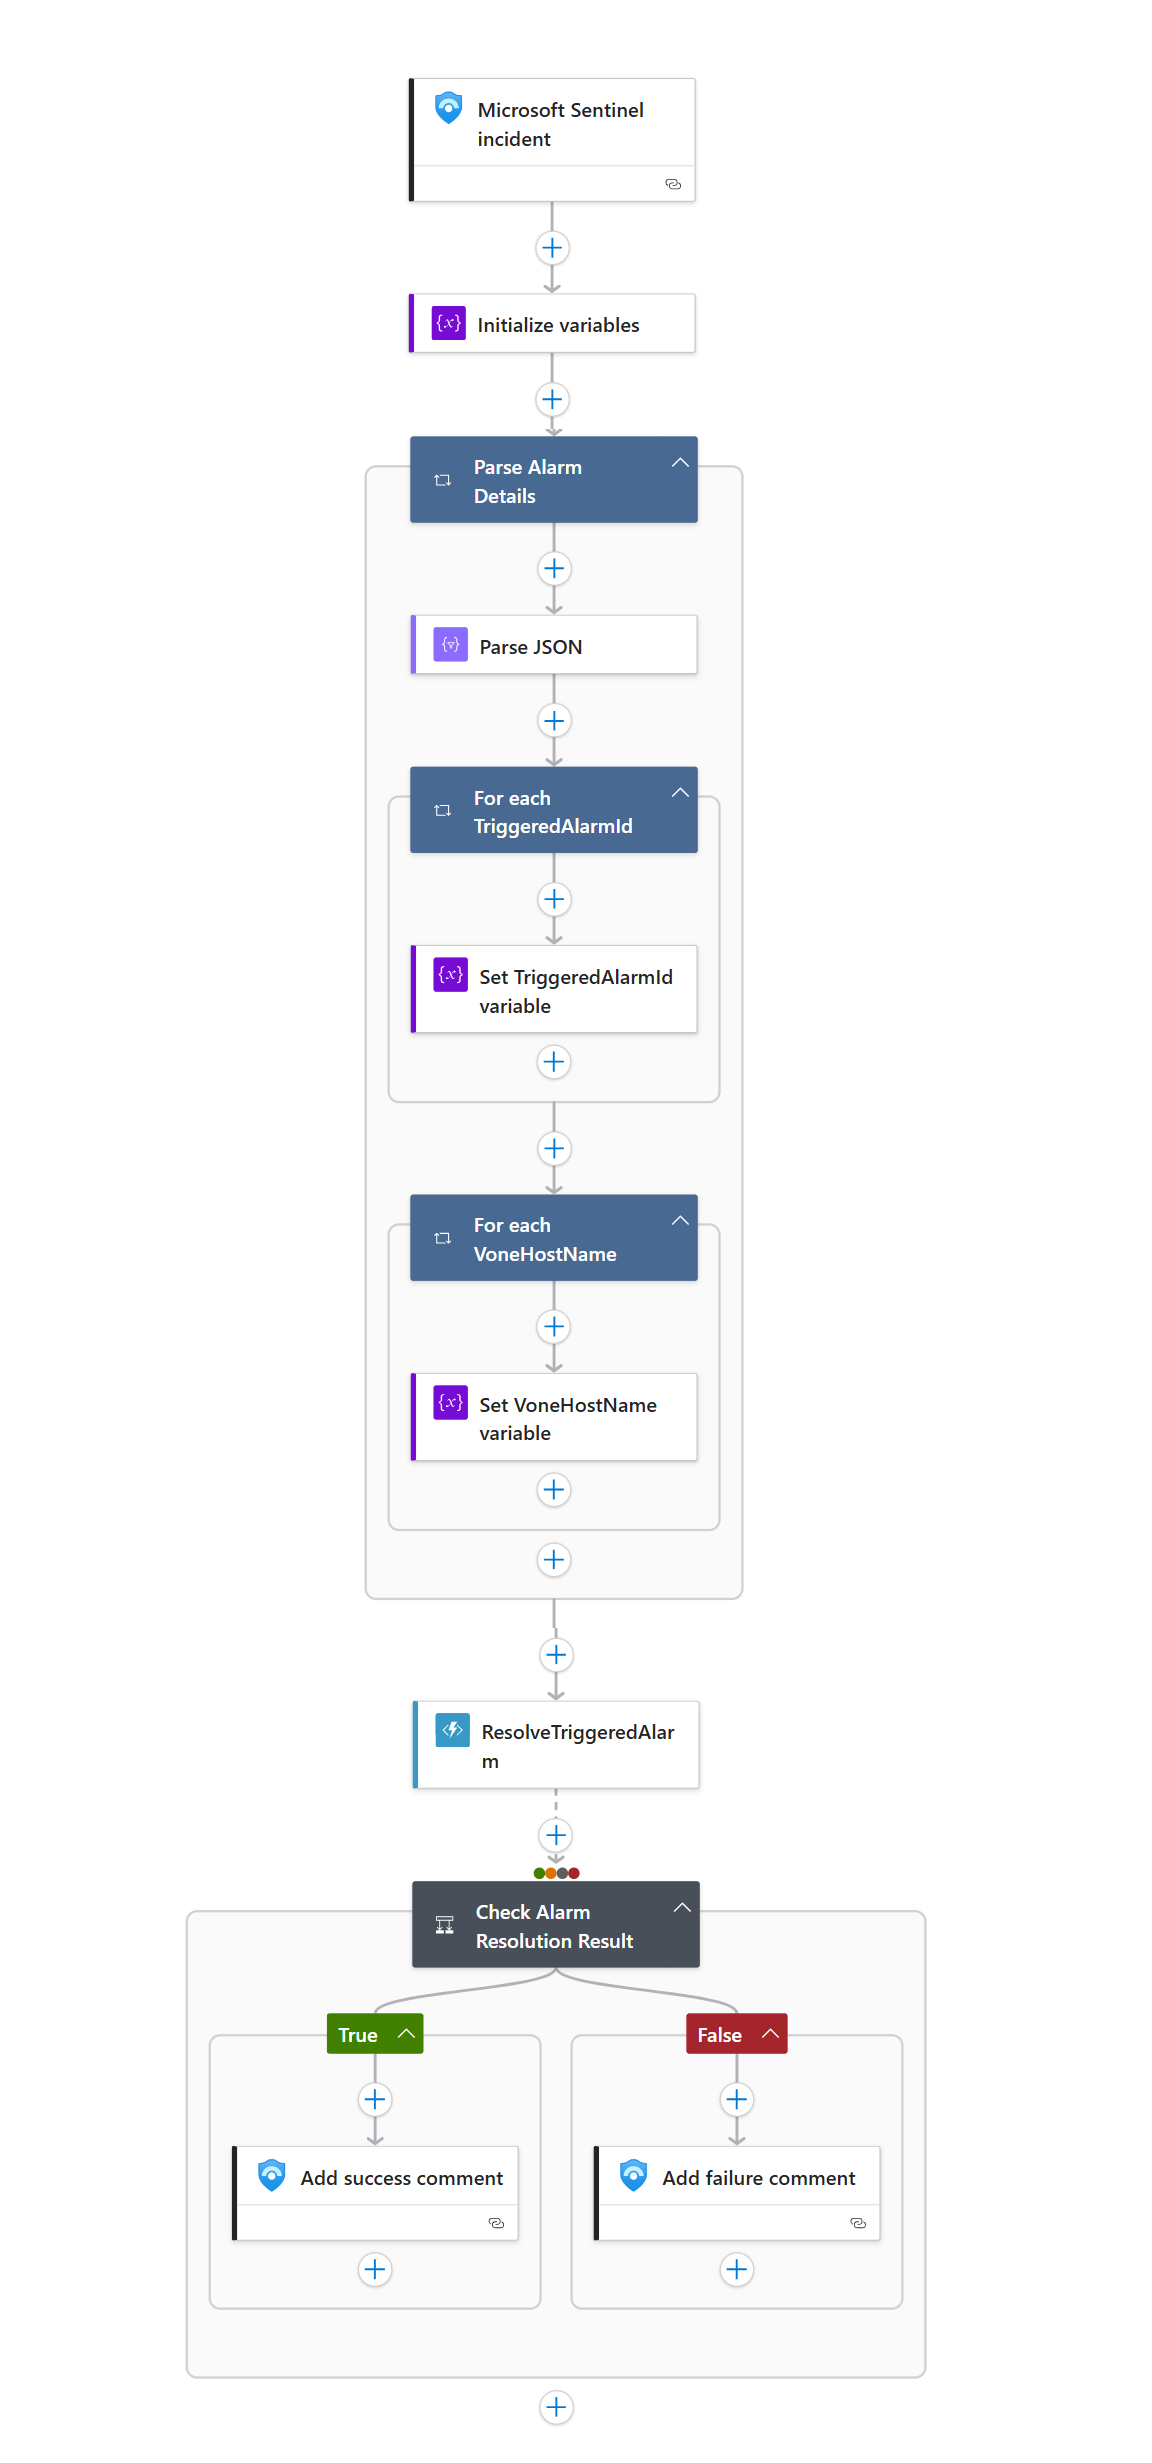 Microsoft Sentinel
incident
{x}
Initialize variables
Parse Alarm
Details
Parse JSON
For each
TriggeredAlarmId
{x}
Set TriggeredAlarmId
variable
For each
VoneHostName
{x}
Set VoneHostName
variable
ResolveTriggeredAlar
m
Check Alarm
Resolution Result
True
False
Add success comment
Add failure comment